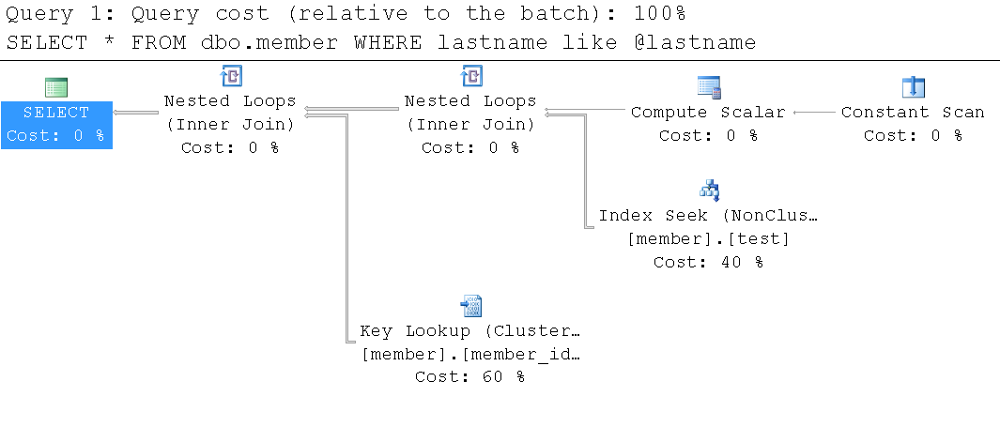 Query 1: Query cost (relative to the batch): 100%
SELECT * FROM dbo.member WHERE lastname like @lastname
SELECT
Cost: 0 %
Nested Loops
(Inner Join)
Cost: 0 %
Nested Loops
(Inner Join)
Cost: 0 %
Compute Scalar
Cost: 0 %
Constant Scan
Cost: 0 %
Index Seek (NonClus…
[member].[test]
Cost: 40 %
Key Lookup (Cluster…
[member].[member_id…
Cost: 60 %